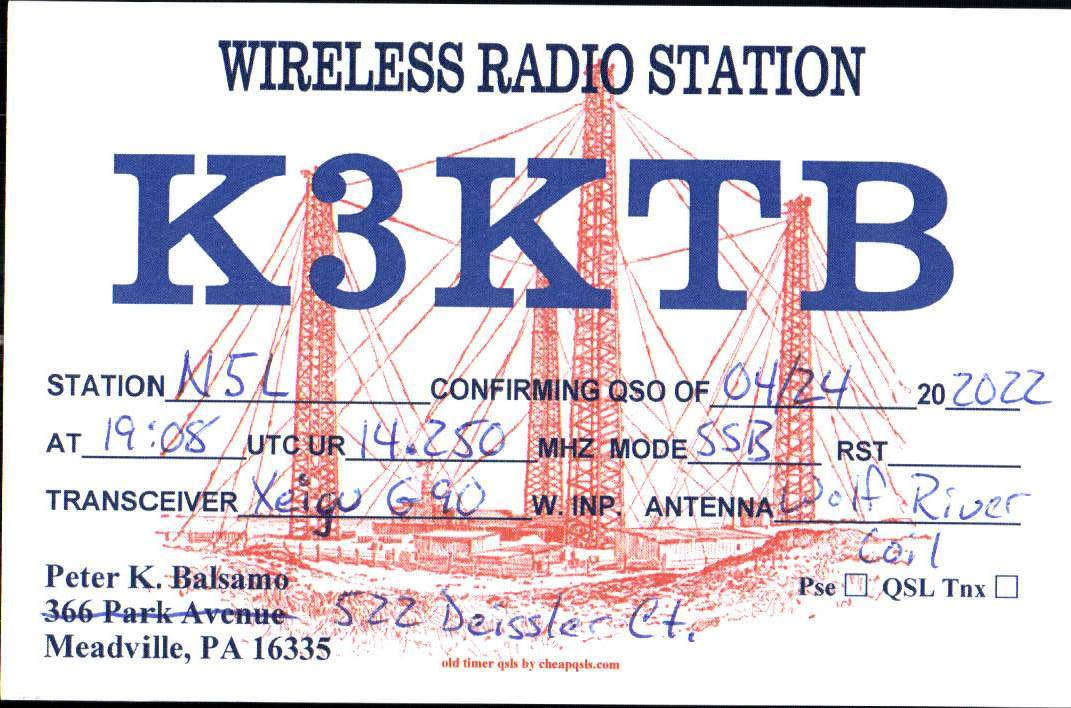 WIRELESS RADIO STATION
K3KTB
STATION N5L CONFIRMING QSO OF 04/24 20 2022
AT 19:08 UTC UR 14.250 MHZ MODE SSB RST
TRANSCEIVER Xeigu G90 W. INP. ANTENNA Wolf River
Coil
Peter K. Balsamo
Pse QSL Tnx
366 Park Avenue 522 Deissler Ct.
Meadville, PA 16335
old timer qsls by cheapqsls.com